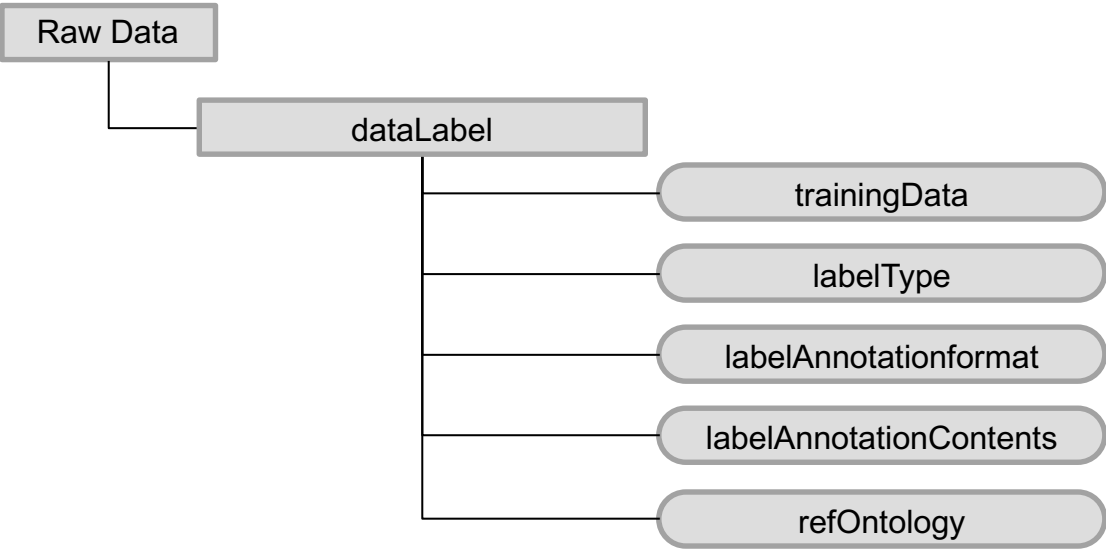 Raw Data
dataLabel
trainingData
labelType
labelAnnotationformat
labelAnnotationContents
refOntology